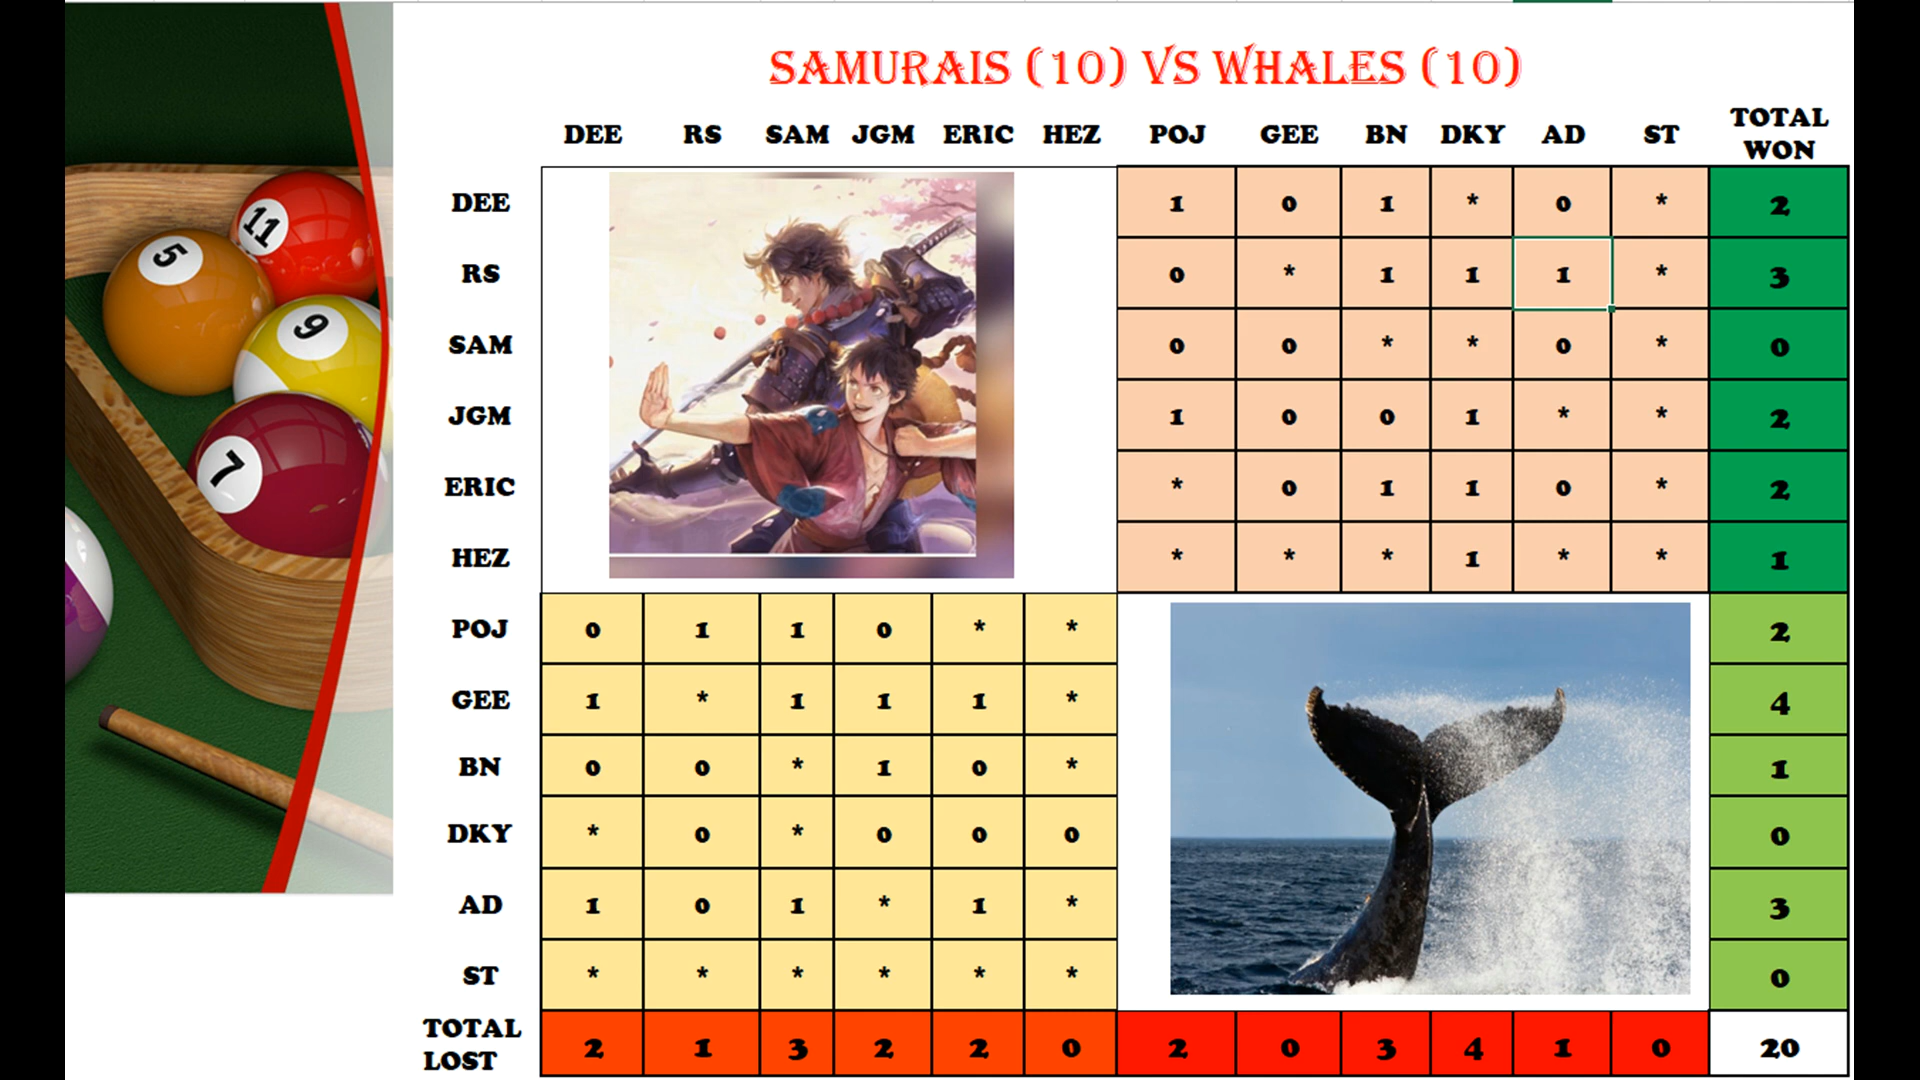 SAMURAIS (10) VS WHALES (10)
DEE RS SAM JGM ERIC HEZ POJ GEE BN DKY AD ST TOTAL WON
DEE 1 0 1 * 0 * 2
RS 0 * 1 1 1 * 3
SAM 0 0 * * 0 * 0
JGM 1 0 0 1 * * 2
ERIC * 0 1 1 0 * 2
HEZ * * * 1 * * 1
POJ 0 1 1 0 * * 2
GEE 1 * 1 1 1 * 4
BN 0 0 * 1 0 * 1
DKY * 0 * 0 0 0 0
AD 1 0 1 * 1 * 3
ST * * * * * * 0
TOTAL LOST 2 1 3 2 2 0 2 0 3 4 1 0 20
11
5
9
7